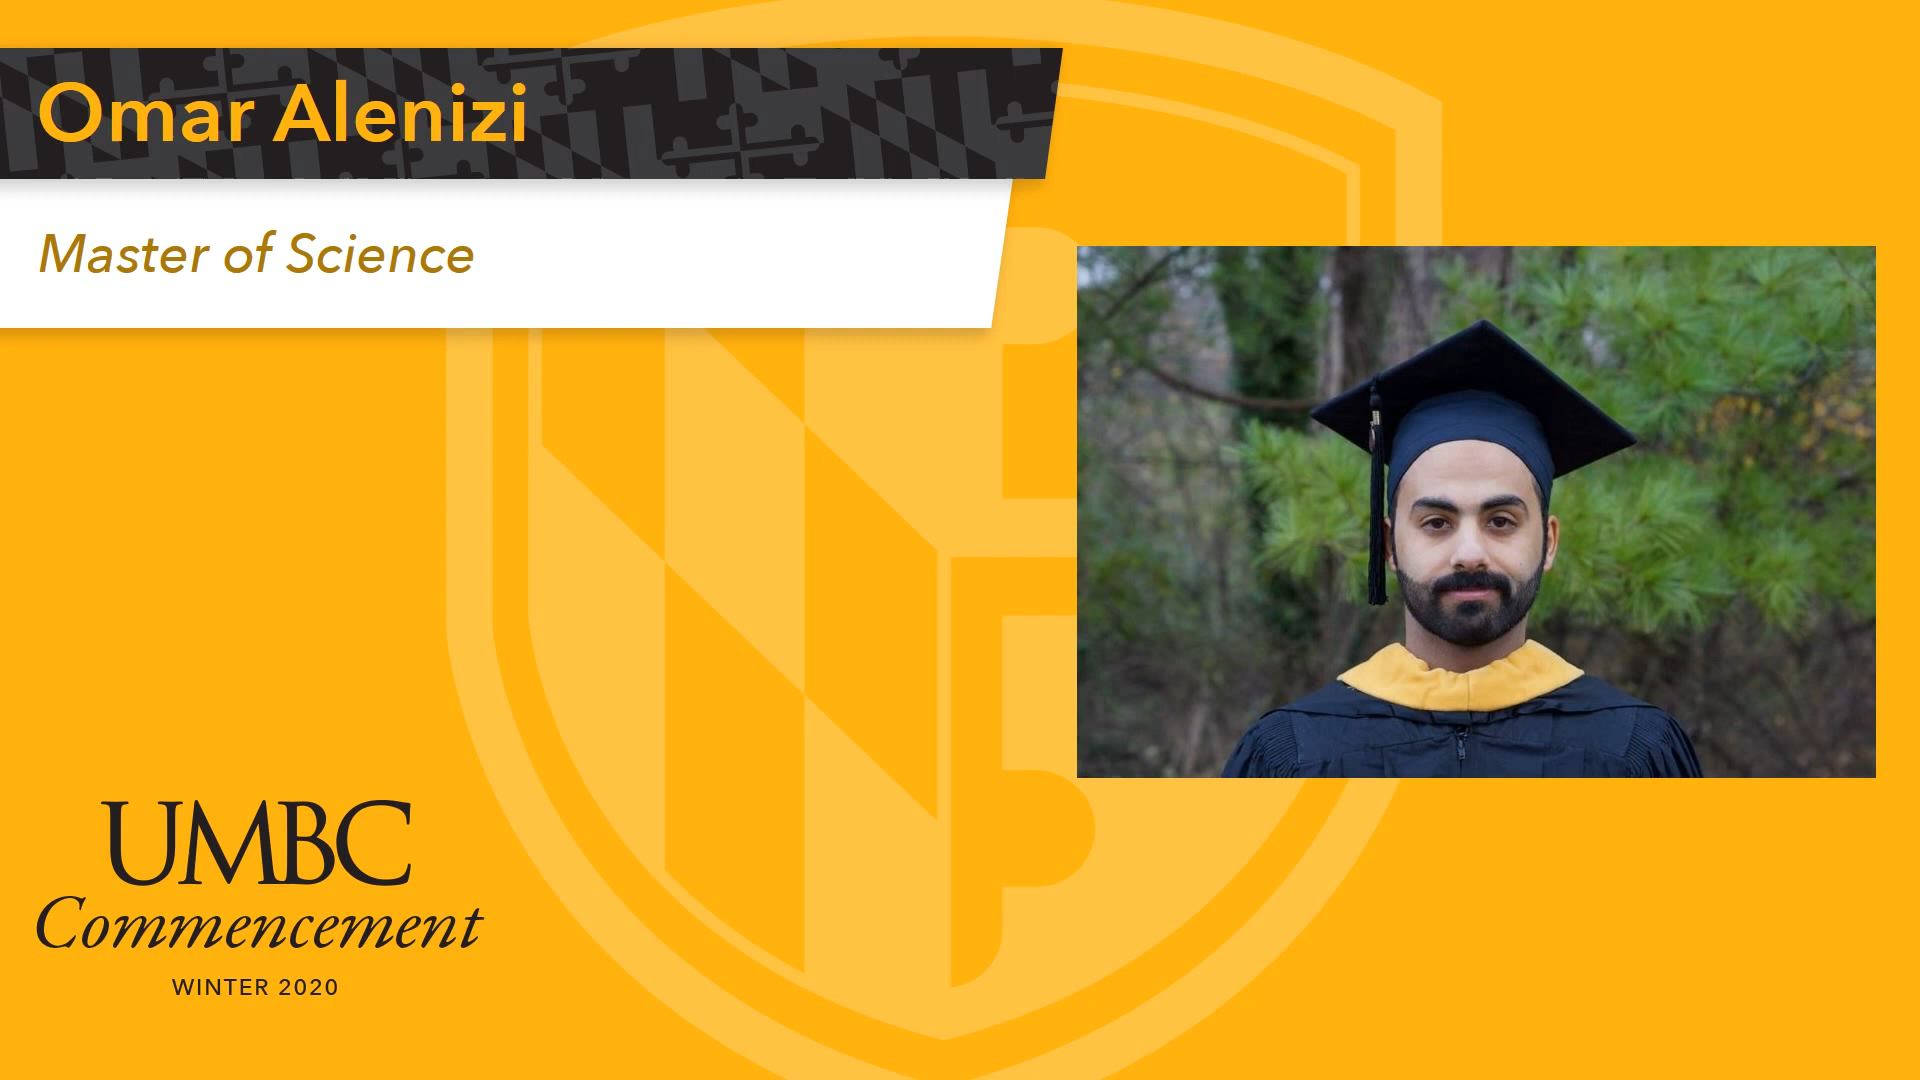 Omar Alenizi
Master of Science
UMBC
Commencement
WINTER 2020